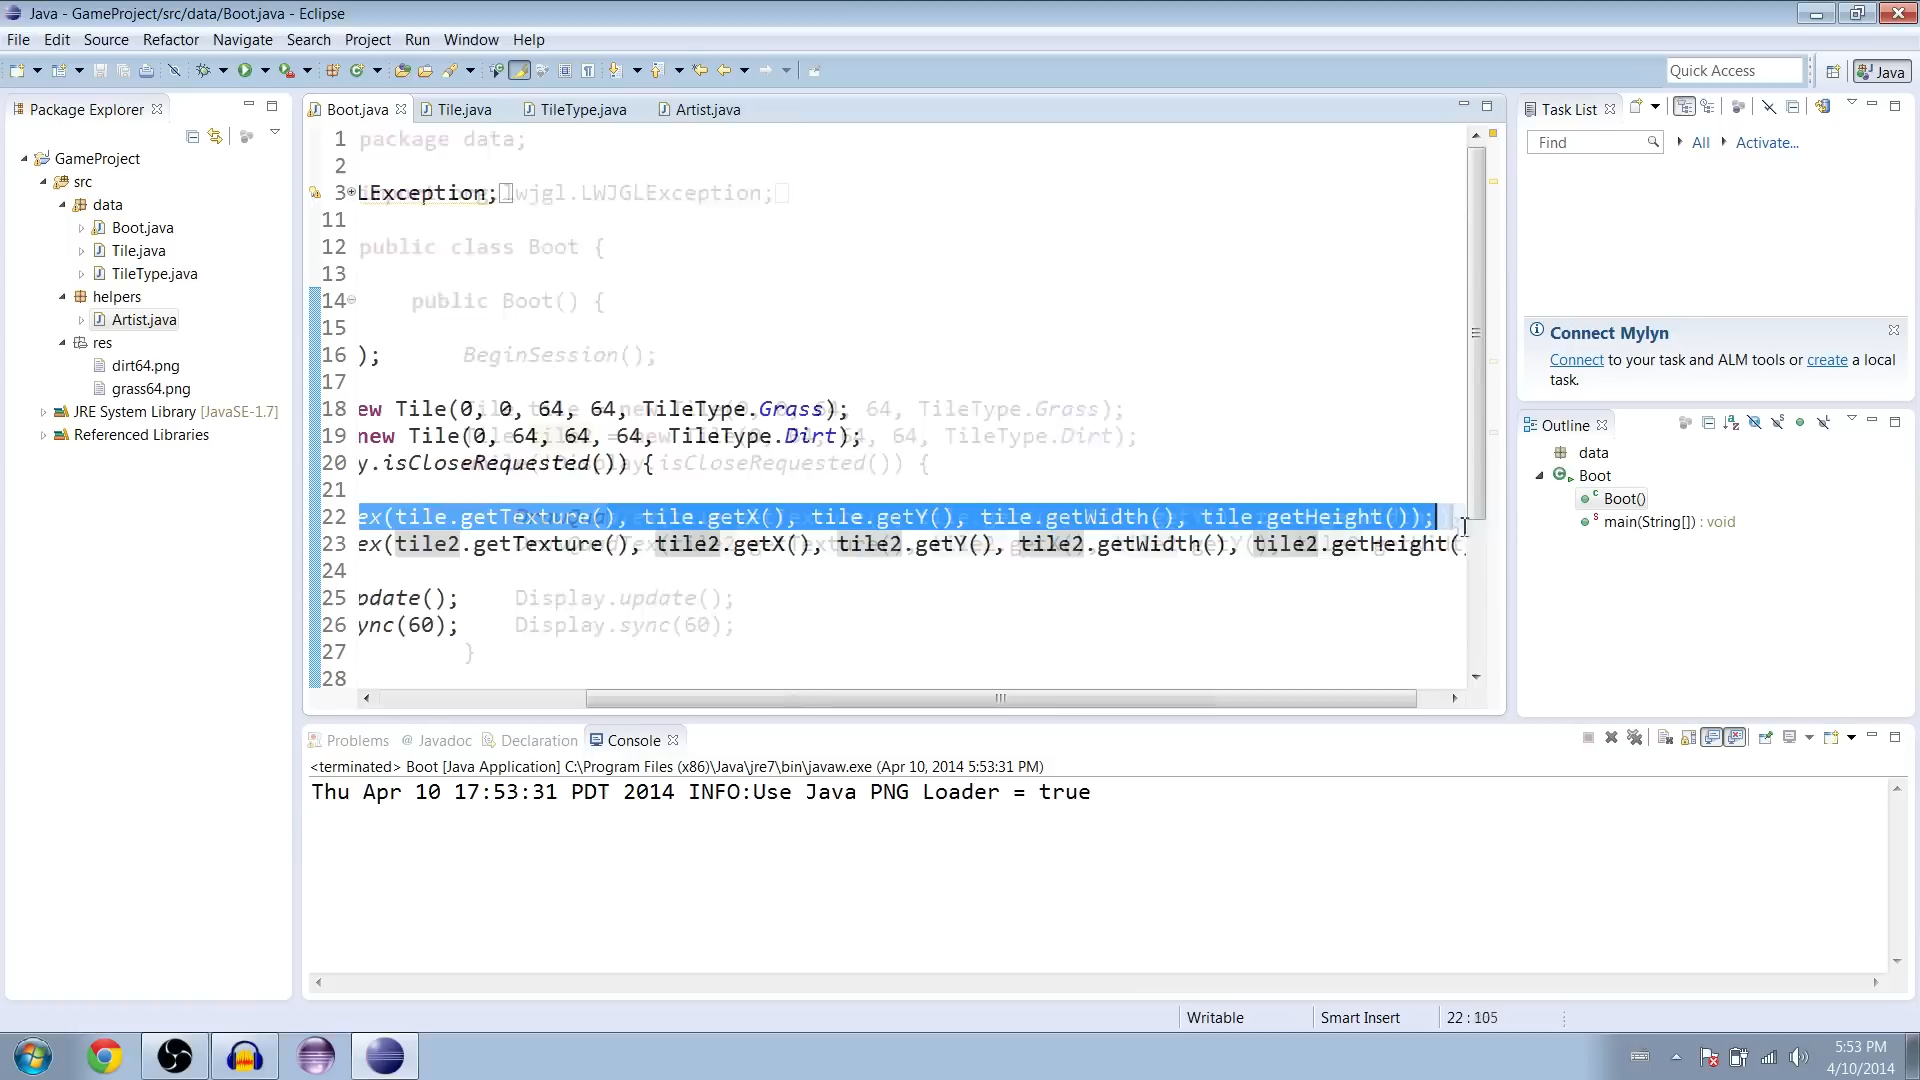 Java - GameProject/src/data/Boot.java - Eclipse
File Edit Source Refactor Navigate Search Project Run Window Help
Quick Access
Java
Package Explorer
GameProject
src
data
Boot.java
Tile.java
TileType.java
helpers
Artist.java
res
dirt64.png
grass64.png
JRE System Library [JavaSE-1.7]
Referenced Libraries
Boot.java Tile.java TileType.java Artist.java
1 package data;
2
3 LException; lwjgl.LWJGLException;
11
12 public class Boot {
13
14 public Boot() {
15
16 ); BeginSession();
17
18 ew Tile(0, 0, 64, 64, TileType.Grass); 64, TileType.Grass);
19 new Tile(0, 64, 64, 64, TileType.Dirt); 64, TileType.Dirt);
20 y.isCloseRequested()) { isCloseRequested()) {
21
22 ex(tile.getTexture(), tile.getX(), tile.getY(), tile.getWidth(), tile.getHeight());
23 ex(tile2.getTexture(), tile2.getX(), tile2.getY(), tile2.getWidth(), tile2.getHeight(
24
25 pdate(); Display.update();
26 ync(60); Display.sync(60);
27 }
28
Task List
Find All Activate...
Connect Mylyn
Connect to your task and ALM tools or create a local
task.
Outline
data
Boot
Boot()
main(String[]) : void
Problems @ Javadoc Declaration Console
<terminated> Boot [Java Application] C:\Program Files (x86)\Java\jre7\bin\javaw.exe (Apr 10, 2014 5:53:31 PM)
Thu Apr 10 17:53:31 PDT 2014 INFO:Use Java PNG Loader = true
Writable Smart Insert 22 : 105
5:53 PM
4/10/2014